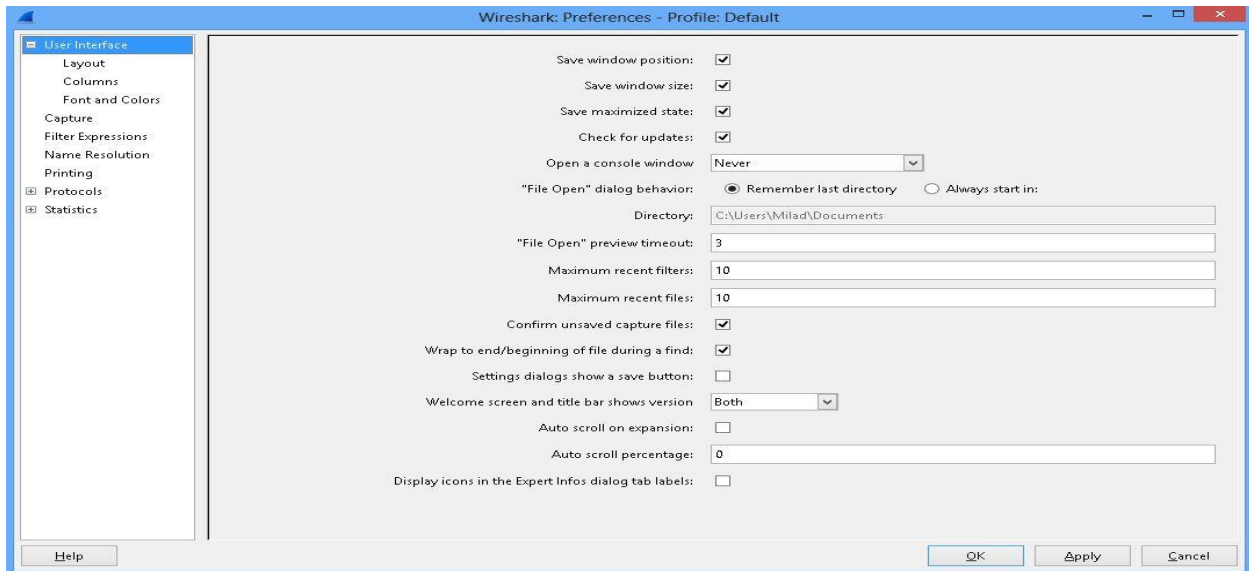 Wireshark: Preferences - Profile: Default
User Interface
Layout
Columns
Font and Colors
Capture
Filter Expressions
Name Resolution
Printing
Protocols
Statistics
Save window position:
Save window size:
Save maximized state:
Check for updates:
Open a console window Never
"File Open" dialog behavior: Remember last directory Always start in:
Directory: C:\Users\Milad\Documents
"File Open" preview timeout: 3
Maximum recent filters: 10
Maximum recent files: 10
Confirm unsaved capture files:
Wrap to end/beginning of file during a find:
Settings dialogs show a save button:
Welcome screen and title bar shows version Both
Auto scroll on expansion:
Auto scroll percentage: 0
Display icons in the Expert Infos dialog tab labels:
Help OK Apply Cancel